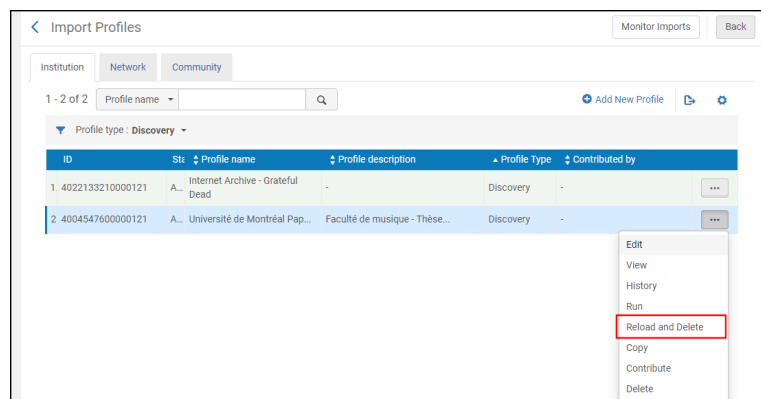 Import Profiles
Monitor Imports
Back
Institution
Network
Community
1 - 2 of 2
Profile name
Add New Profile
Profile type : Discovery
ID
Sta
Profile name
Profile description
Profile Type
Contributed by
1 4022133210000121 A... Internet Archive - Grateful Dead - Discovery -
2 4004547600000121 A... Université de Montréal Pap... Faculté de musique - Thèse... Discovery -
Edit
View
History
Run
Reload and Delete
Copy
Contribute
Delete